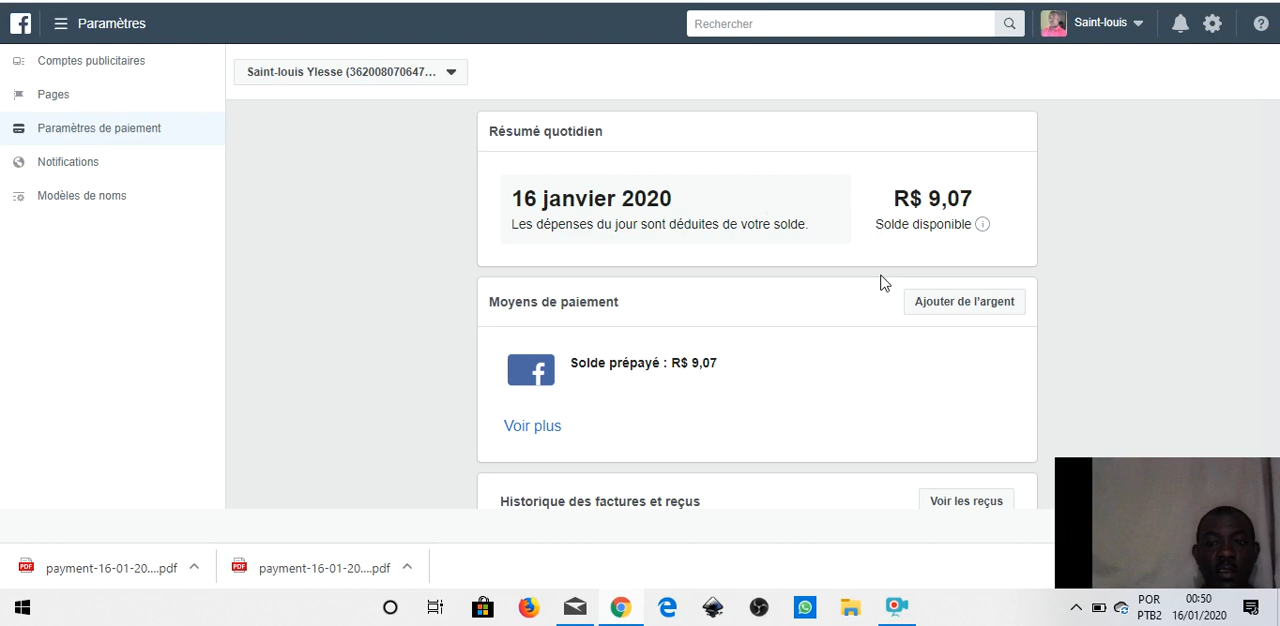 Paramètres
Rechercher
Saint-louis
Comptes publicitaires
Pages
Paramètres de paiement
Notifications
Modèles de noms
Saint-louis Ylesse (362008070647...
Résumé quotidien
16 janvier 2020
Les dépenses du jour sont déduites de votre solde.
R$ 9,07
Solde disponible
Moyens de paiement
Ajouter de l'argent
Solde prépayé : R$ 9,07
Voir plus
Historique des factures et reçus
Voir les reçus
payment-16-01-20....pdf
payment-16-01-20....pdf
POR
PTB2
00:50
16/01/2020